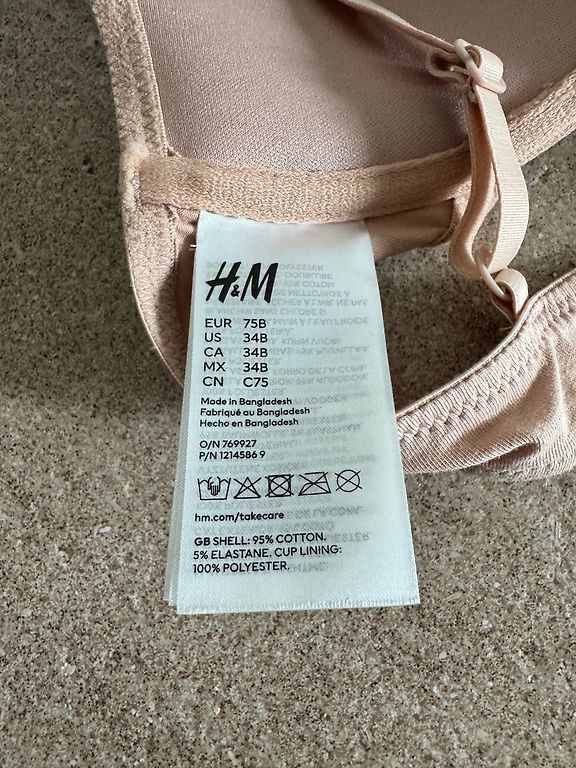 H&M
EUR 75B
US 34B
CA 34B
MX 34B
CN C75
Made in Bangladesh
Fabriqué au Bangladesh
Hecho en Bangladesh
O/N 769927
P/N 1214586 9
hm.com/takecare
GB SHELL: 95% COTTON.
5% ELASTANE. CUP LINING:
100% POLYESTER.